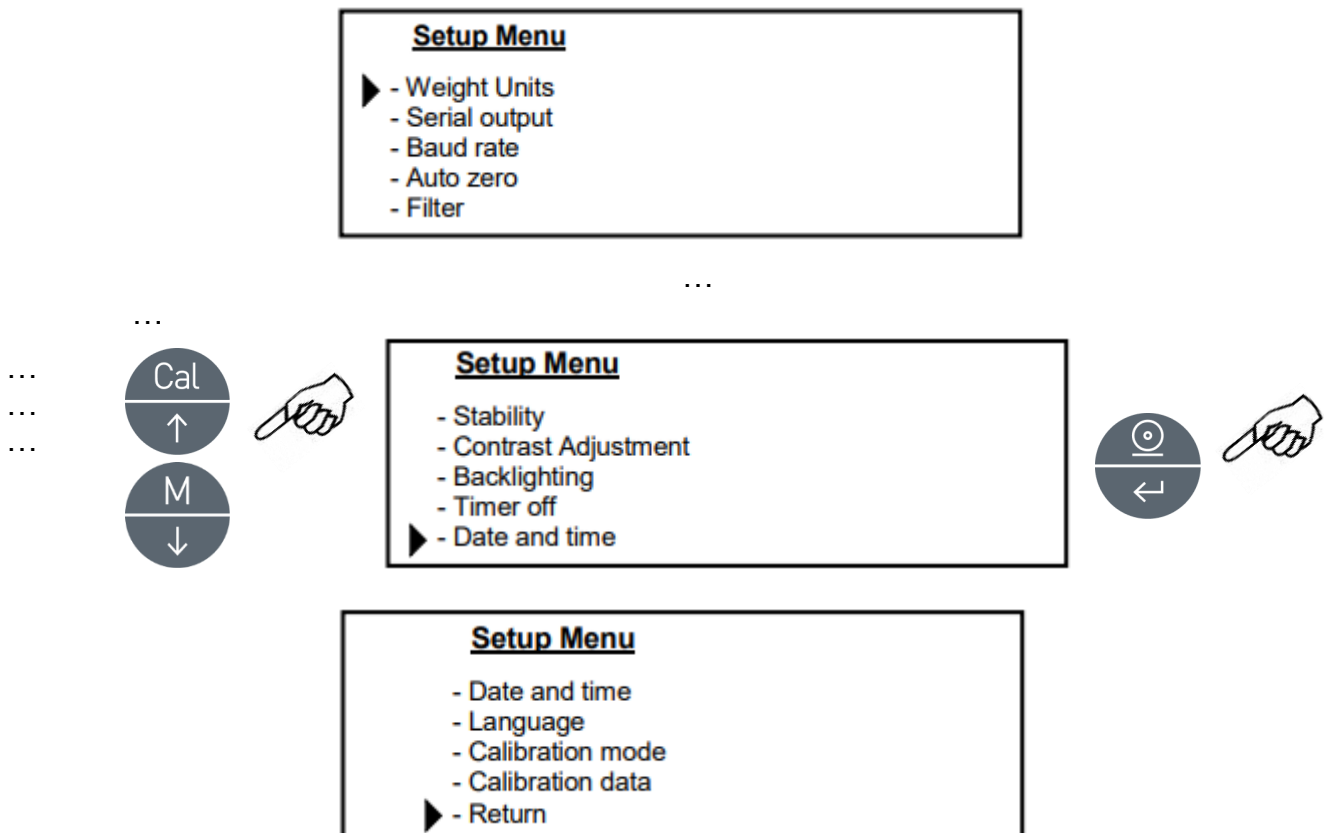 Setup Menu
- Weight Units
- Serial output
- Baud rate
- Auto zero
- Filter
...
...
...
...
...
Cal
↑
M
↓
Setup Menu
- Stability
- Contrast Adjustment
- Backlighting
- Timer off
- Date and time
Setup Menu
- Date and time
- Language
- Calibration mode
- Calibration data
- Return